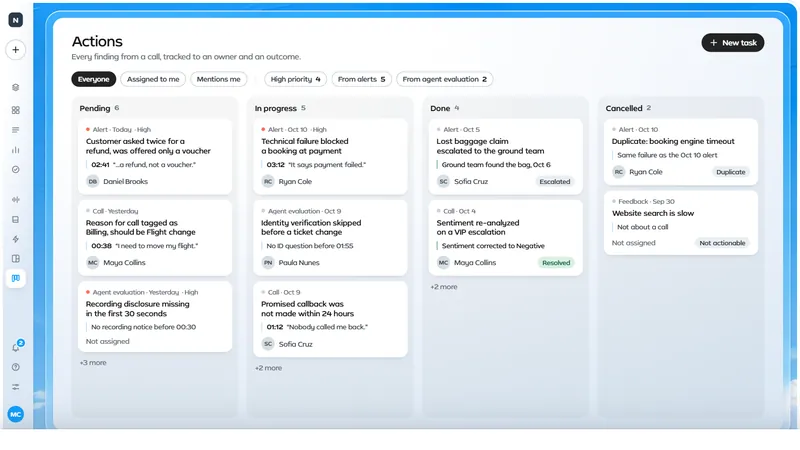 N
Actions
Every finding from a call, tracked to an owner and an outcome.
+ New task
Everyone
Assigned to me
Mentions me
High priority 4
From alerts 5
From agent evaluation 2
Pending 6
Alert · Today · High
Customer asked twice for a
refund, was offered only a voucher
02:41 "…a refund, not a voucher."
DB Daniel Brooks
Call · Yesterday
Reason for call tagged as
Billing, should be Flight change
00:38 "I need to move my flight."
MC Maya Collins
Agent evaluation · Yesterday · High
Recording disclosure missing
in the first 30 seconds
No recording notice before 00:30
Not assigned
+3 more
In progress 5
Alert · Oct 10 · High
Technical failure blocked
a booking at payment
03:12 "It says payment failed."
RC Ryan Cole
Agent evaluation · Oct 9
Identity verification skipped
before a ticket change
No ID question before 01:55
PN Paula Nunes
Call · Oct 9
Promised callback was
not made within 24 hours
01:12 "Nobody called me back."
SC Sofia Cruz
+2 more
Done 4
Alert · Oct 5
Lost baggage claim
escalated to the ground team
Ground team found the bag, Oct 6
SC Sofia Cruz Escalated
Call · Oct 4
Sentiment re-analyzed
on a VIP escalation
Sentiment corrected to Negative
MC Maya Collins Resolved
+2 more
Cancelled 2
Alert · Oct 10
Duplicate: booking engine timeout
Same failure as the Oct 10 alert
RC Ryan Cole Duplicate
Feedback · Sep 30
Website search is slow
Not about a call
Not assigned Not actionable
2
MC